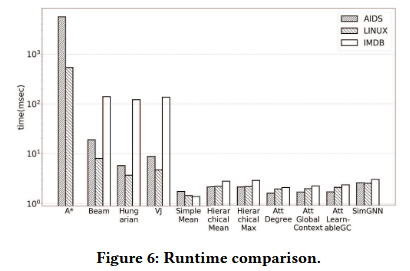 AIDS
LINUX
IMDB
time(msec)
10³
10²
10¹
10⁰
A*
Beam
Hung
arian
VJ
Simple
Mean
Hierar
chical
Mean
Hierar
chical
Max
Att
Degree
Att
Global
Context
Att
Learn-
ableGC
SimGNN
Figure 6: Runtime comparison.